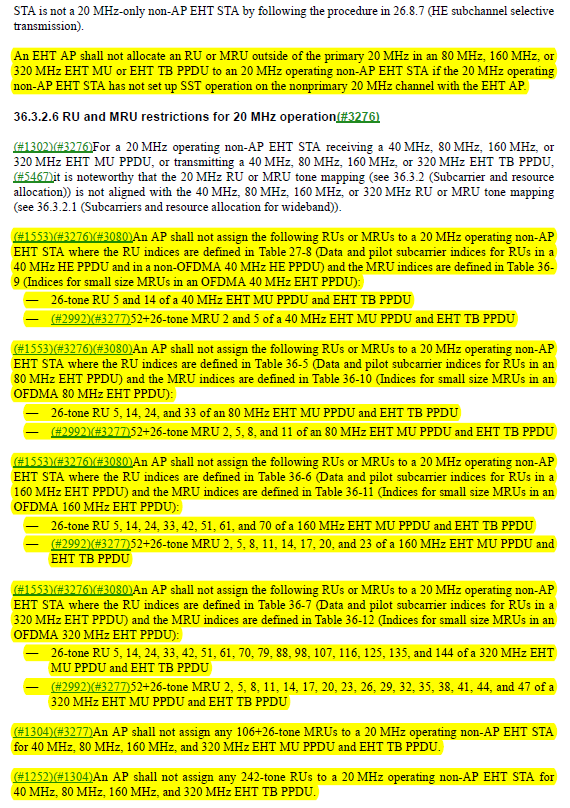 STA is not a 20 MHz-only non-AP EHT STA by following the procedure in 26.8.7 (HE subchannel selective
transmission).
An EHT AP shall not allocate an RU or MRU outside of the primary 20 MHz in an 80 MHz, 160 MHz, or
320 MHz EHT MU or EHT TB PPDU to an 20 MHz operating non-AP EHT STA if the 20 MHz operating
non-AP EHT STA has not set up SST operation on the nonprimary 20 MHz channel with the EHT AP.
36.3.2.6 RU and MRU restrictions for 20 MHz operation(#3276)
(#1302)(#3276)For a 20 MHz operating non-AP EHT STA receiving a 40 MHz, 80 MHz, 160 MHz, or
320 MHz EHT MU PPDU, or transmitting a 40 MHz, 80 MHz, 160 MHz, or 320 MHz EHT TB PPDU,
(#5467)it is noteworthy that the 20 MHz RU or MRU tone mapping (see 36.3.2 (Subcarrier and resource
allocation)) is not aligned with the 40 MHz, 80 MHz, 160 MHz, or 320 MHz RU or MRU tone mapping
(see 36.3.2.1 (Subcarriers and resource allocation for wideband)).
(#1553)(#3276)(#3080)An AP shall not assign the following RUs or MRUs to a 20 MHz operating non-AP
EHT STA where the RU indices are defined in Table 27-8 (Data and pilot subcarrier indices for RUs in a
40 MHz HE PPDU and in a non-OFDMA 40 MHz HE PPDU) and the MRU indices are defined in Table 36-
9 (Indices for small size MRUs in an OFDMA 40 MHz EHT PPDU):
— 26-tone RU 5 and 14 of a 40 MHz EHT MU PPDU and EHT TB PPDU
— (#2992)(#3277)52+26-tone MRU 2 and 5 of a 40 MHz EHT MU PPDU and EHT TB PPDU
(#1553)(#3276)(#3080)An AP shall not assign the following RUs or MRUs to a 20 MHz operating non-AP
EHT STA where the RU indices are defined in Table 36-5 (Data and pilot subcarrier indices for RUs in an
80 MHz EHT PPDU) and the MRU indices are defined in Table 36-10 (Indices for small size MRUs in an
OFDMA 80 MHz EHT PPDU):
— 26-tone RU 5, 14, 24, and 33 of an 80 MHz EHT MU PPDU and EHT TB PPDU
— (#2992)(#3277)52+26-tone MRU 2, 5, 8, and 11 of an 80 MHz EHT MU PPDU and EHT TB PPDU
(#1553)(#3276)(#3080)An AP shall not assign the following RUs or MRUs to a 20 MHz operating non-AP
EHT STA where the RU indices are defined in Table 36-6 (Data and pilot subcarrier indices for RUs in a
160 MHz EHT PPDU) and the MRU indices are defined in Table 36-11 (Indices for small size MRUs in an
OFDMA 160 MHz EHT PPDU):
— 26-tone RU 5, 14, 24, 33, 42, 51, 61, and 70 of a 160 MHz EHT MU PPDU and EHT TB PPDU
— (#2992)(#3277)52+26-tone MRU 2, 5, 8, 11, 14, 17, 20, and 23 of a 160 MHz EHT MU PPDU and
EHT TB PPDU
(#1553)(#3276)(#3080)An AP shall not assign the following RUs or MRUs to a 20 MHz operating non-AP
EHT STA where the RU indices are defined in Table 36-7 (Data and pilot subcarrier indices for RUs in a
320 MHz EHT PPDU) and the MRU indices are defined in Table 36-12 (Indices for small size MRUs in an
OFDMA 320 MHz EHT PPDU):
— 26-tone RU 5, 14, 24, 33, 42, 51, 61, 70, 79, 88, 98, 107, 116, 125, 135, and 144 of a 320 MHz EHT
MU PPDU and EHT TB PPDU
— (#2992)(#3277)52+26-tone MRU 2, 5, 8, 11, 14, 17, 20, 23, 26, 29, 32, 35, 38, 41, 44, and 47 of a
320 MHz EHT MU PPDU and EHT TB PPDU
(#1304)(#3277)An AP shall not assign any 106+26-tone MRUs to a 20 MHz operating non-AP EHT STA
for 40 MHz, 80 MHz, 160 MHz, and 320 MHz EHT MU PPDU and EHT TB PPDU.
(#1252)(#1304)An AP shall not assign any 242-tone RUs to a 20 MHz operating non-AP EHT STA for
40 MHz, 80 MHz, 160 MHz, and 320 MHz EHT TB PPDU.